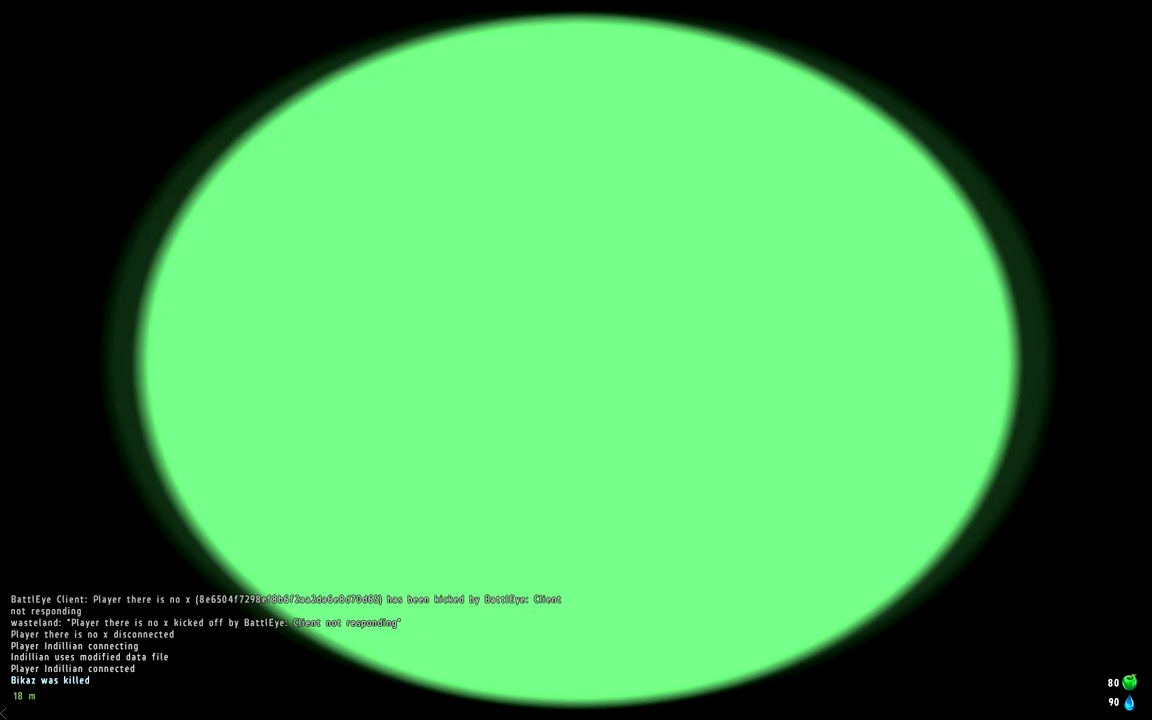 BattlEye Client: Player there is no x has been kicked by BattlEye: Client
not responding
wasteland: "Player there is no x kicked off by BattlEye: Client not responding"
Player there is no x disconnected
Player Indillian connecting
Indillian uses modified data file
Player Indillian connected
Bikaz was killed
18 m
80
90